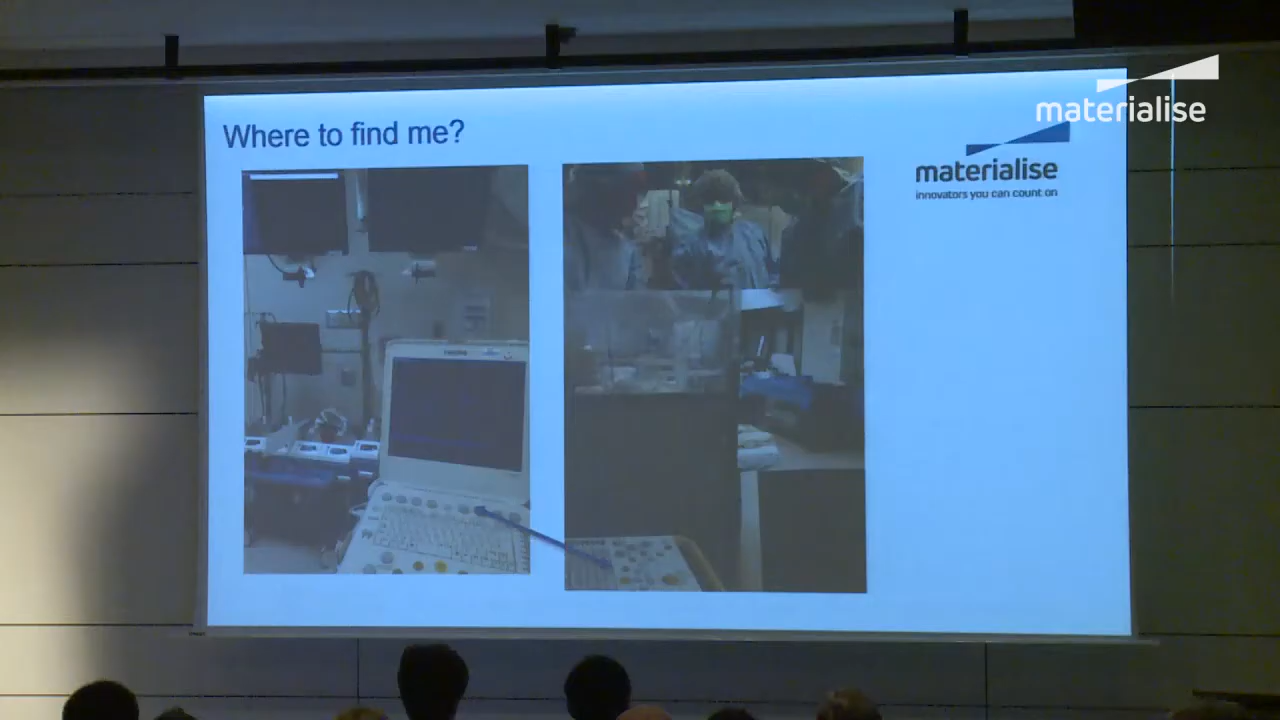 materialise
Where to find me?
materialise
innovators you can count on